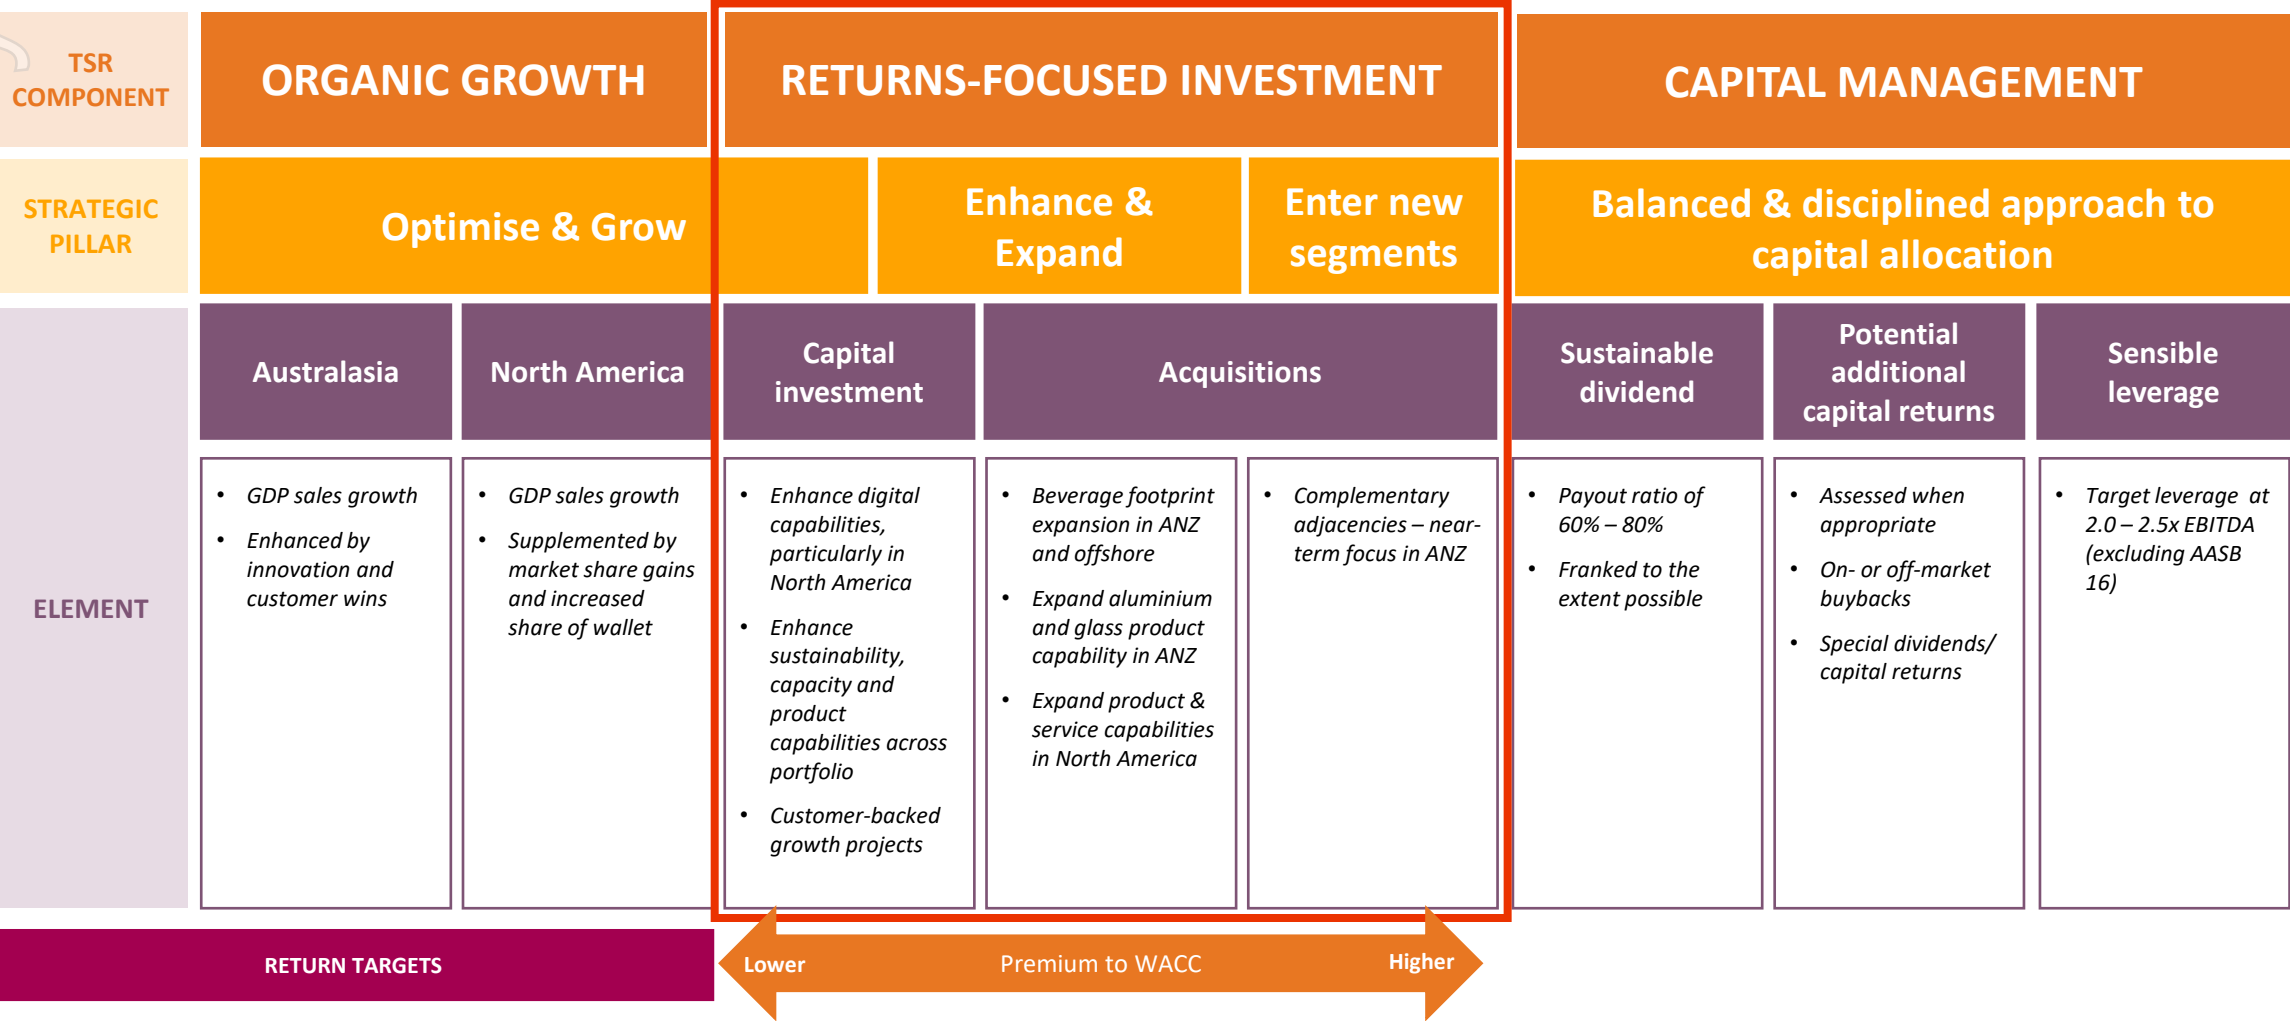 TSR
COMPONENT
ORGANIC GROWTH
RETURNS-FOCUSED INVESTMENT
CAPITAL MANAGEMENT
STRATEGIC
PILLAR
Optimise & Grow
Enhance &
Expand
Enter new
segments
Balanced & disciplined approach to
capital allocation
ELEMENT
Australasia
North America
Capital
investment
Acquisitions
Sustainable
dividend
Potential
additional
capital returns
Sensible
leverage
• GDP sales growth
• Enhanced by
innovation and
customer wins
• GDP sales growth
• Supplemented by
market share gains
and increased
share of wallet
• Enhance digital
capabilities,
particularly in
North America
• Enhance
sustainability,
capacity and
product
capabilities across
portfolio
• Customer-backed
growth projects
• Beverage footprint
expansion in ANZ
and offshore
• Expand aluminium
and glass product
capability in ANZ
• Expand product &
service capabilities
in North America
• Complementary
adjacencies – near-
term focus in ANZ
• Payout ratio of
60% – 80%
• Franked to the
extent possible
• Assessed when
appropriate
• On- or off-market
buybacks
• Special dividends/
capital returns
• Target leverage at
2.0 – 2.5x EBITDA
(excluding AASB
16)
RETURN TARGETS
Lower
Premium to WACC
Higher